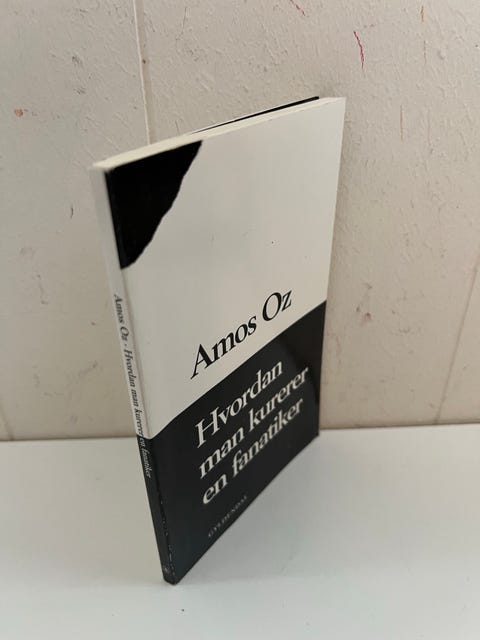 Amos Oz
Hvordan
man kurerer
en fanatiker
GYLDENDAL
Amos Oz · Hvordan man kurerer en fanatiker